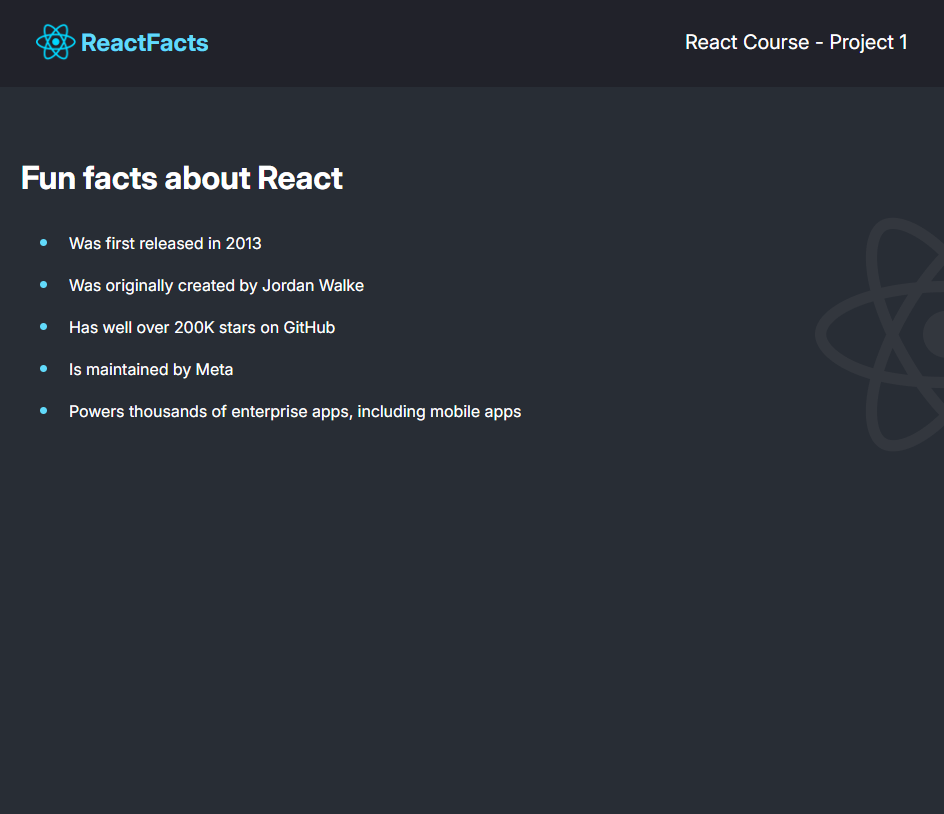 ReactFacts
React Course - Project 1
Fun facts about React
Was first released in 2013
Was originally created by Jordan Walke
Has well over 200K stars on GitHub
Is maintained by Meta
Powers thousands of enterprise apps, including mobile apps